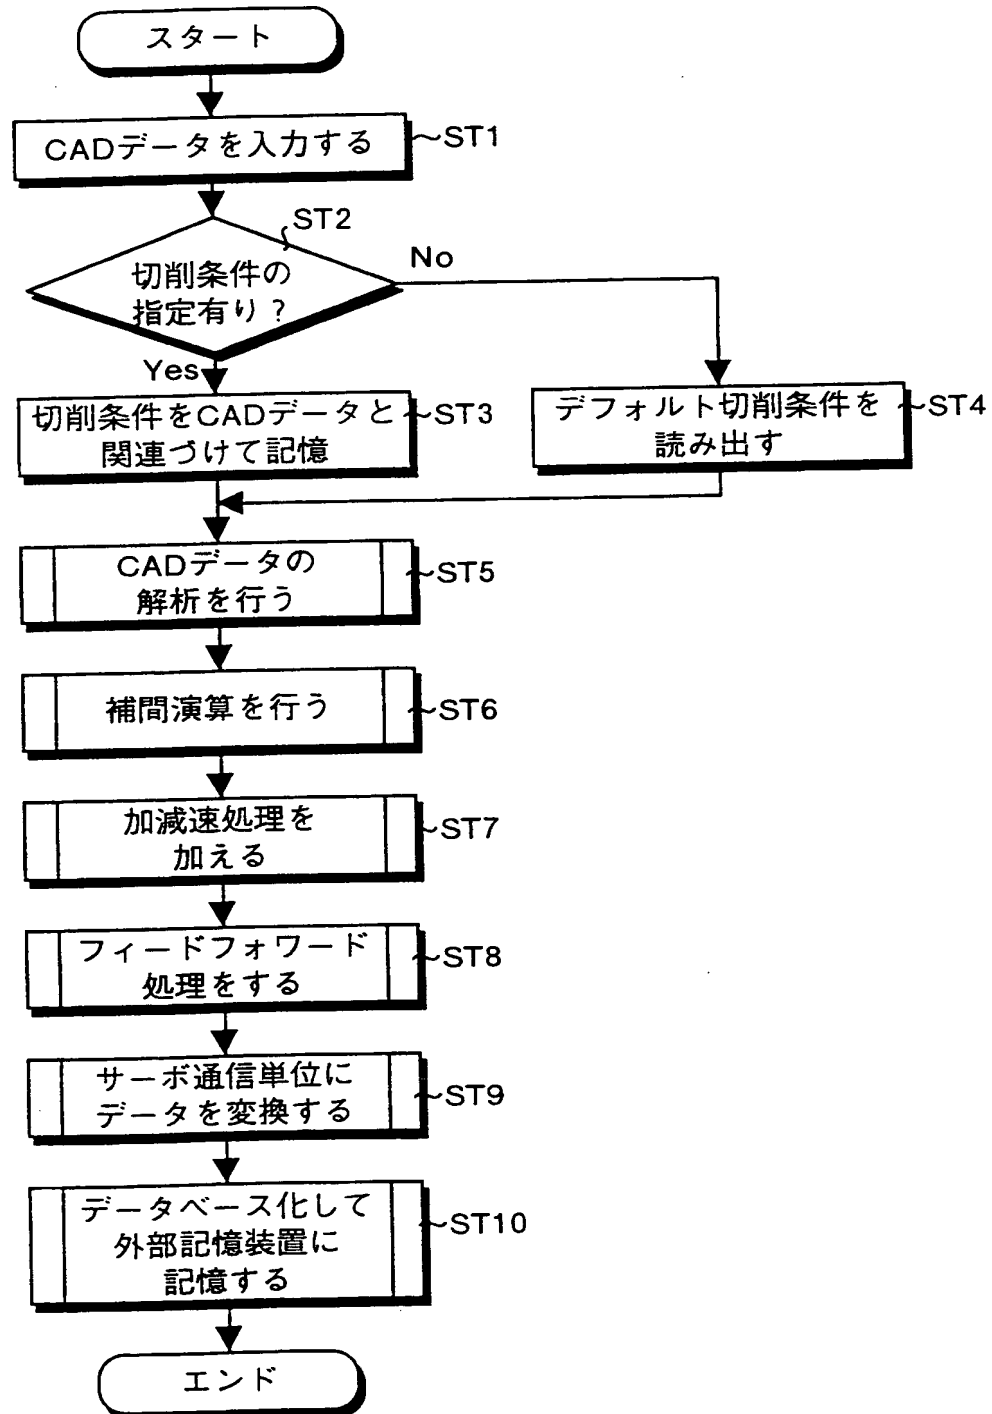 スタート
CADデータを入力する
ST1
ST2
切削条件の
指定有り?
No
Yes
切削条件をCADデータと
関連づけて記憶
ST3
デフォルト切削条件を
読み出す
ST4
CADデータの
解析を行う
ST5
補間演算を行う
ST6
加減速処理を
加える
ST7
フィードフォワード
処理をする
ST8
サーボ通信単位に
データを変換する
ST9
データベース化して
外部記憶装置に
記憶する
ST10
エンド